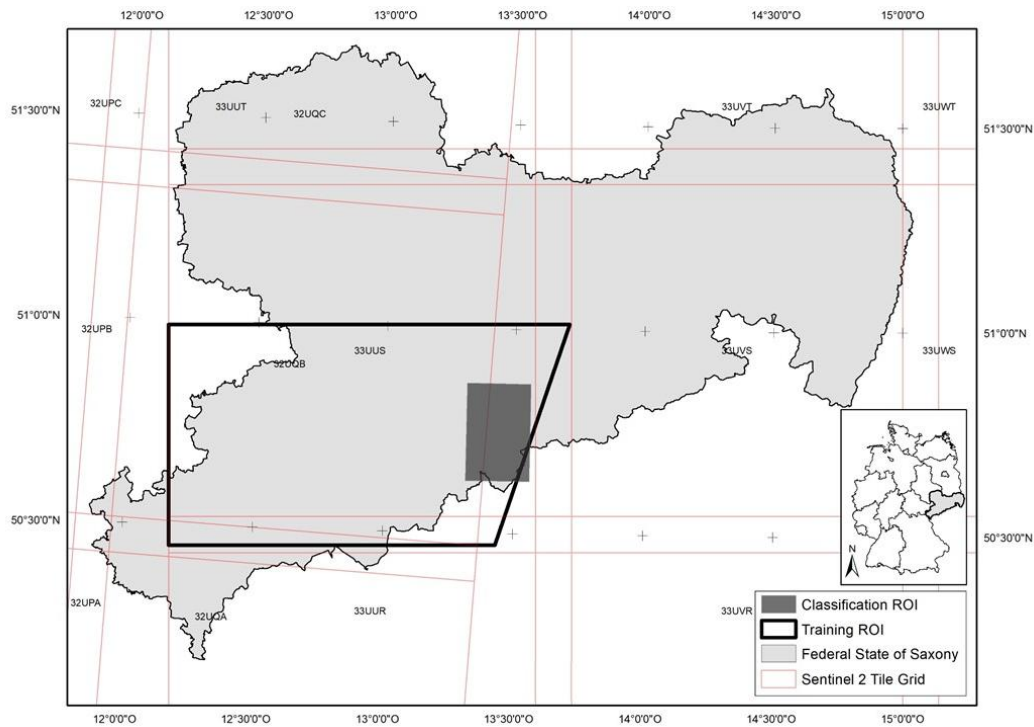 12°0'0"O 12°30'0"O 13°0'0"O 13°30'0"O 14°0'0"O 14°30'0"O 15°0'0"O
32UPC 33UUT 32UQC 33UVT 33UWT
51°30'0"N 51°30'0"N
51°0'0"N 51°0'0"N
32UPB 33UUS 32UQB 33UVS 33UWS
50°30'0"N 50°30'0"N
N
32UPA 32UQA 33UUR 33UVR
Classification ROI
Training ROI
Federal State of Saxony
Sentinel 2 Tile Grid
12°0'0"O 12°30'0"O 13°0'0"O 13°30'0"O 14°0'0"O 14°30'0"O 15°0'0"O